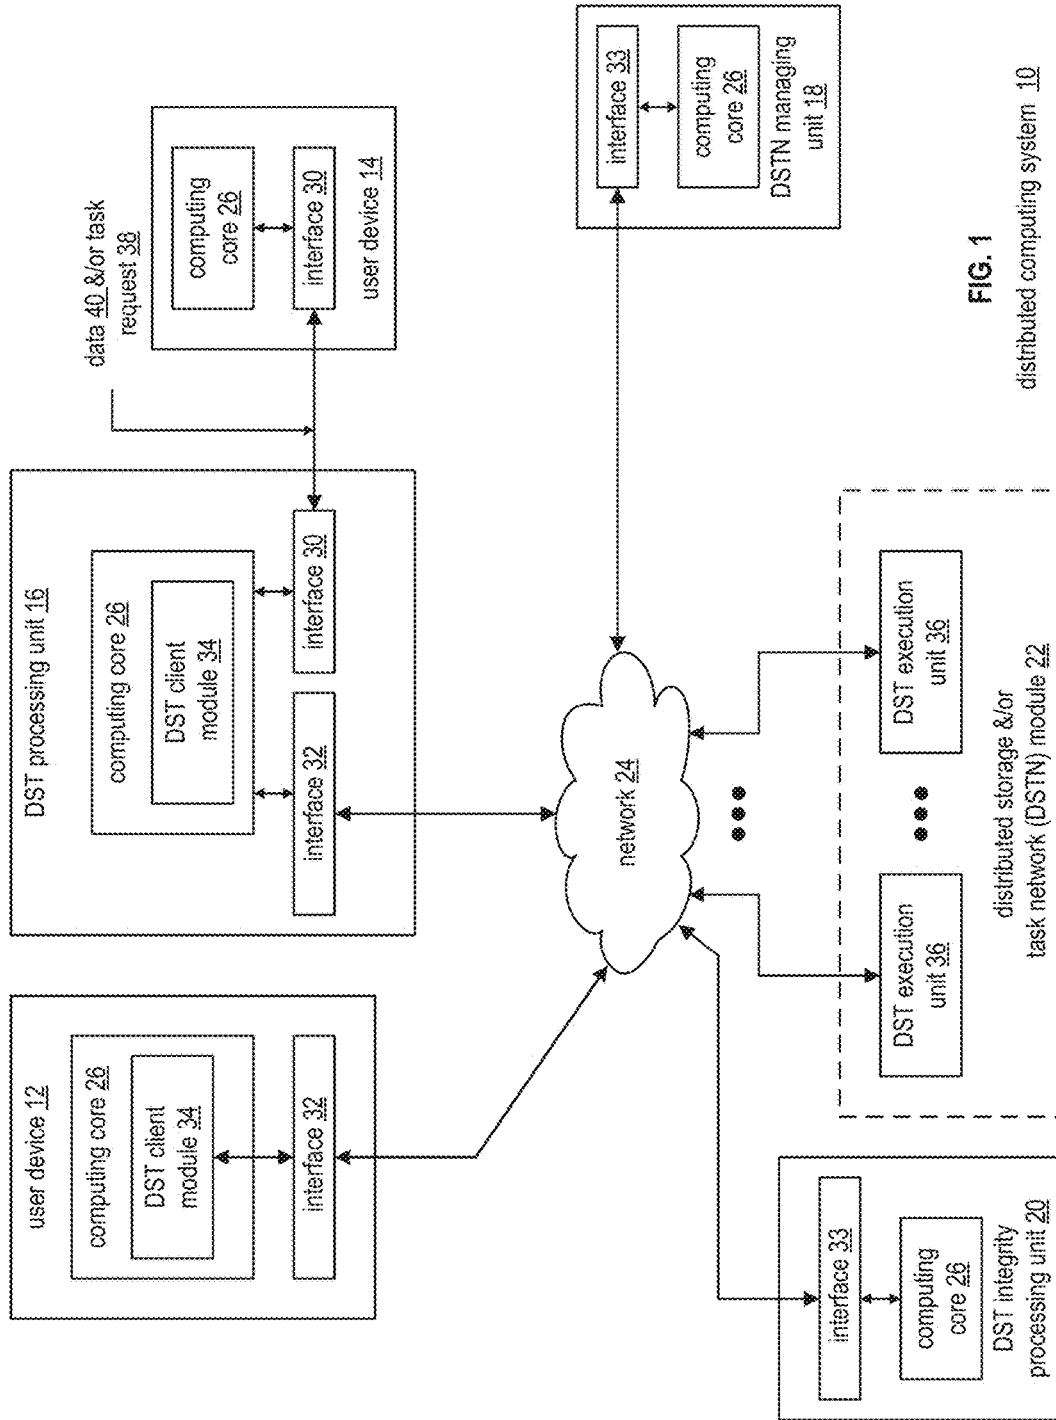 user device 12
computing core 26
DST client
module 34
interface 32
DST processing unit 16
computing core 26
DST client
module 34
interface 32
interface 30
data 40 &/or task
request 38
computing
core 26
interface 30
user device 14
network 24
interface 33
computing
core 26
DSTN managing
unit 18
interface 33
computing
core 26
DST integrity
processing unit 20
DST execution
unit 36
DST execution
unit 36
distributed storage &/or
task network (DSTN) module 22
FIG. 1
distributed computing system 10